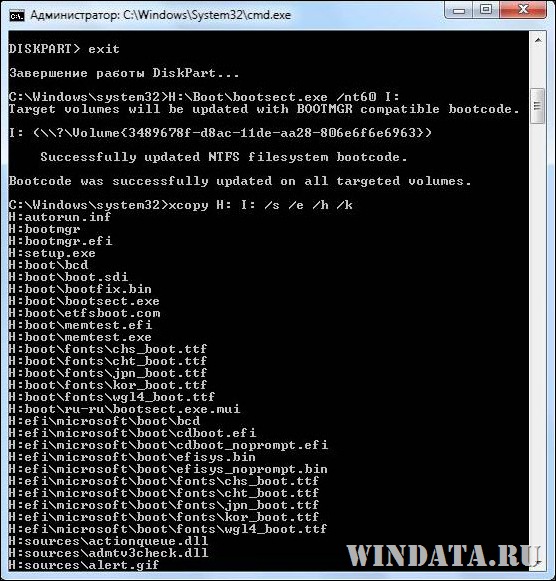 Администратор: C:\Windows\System32\cmd.exe
DISKPART> exit
Завершение работы DiskPart...
C:\Windows\system32>H:\Boot\bootsect.exe /nt60 I:
Target volumes will be updated with BOOTMGR compatible bootcode.
I: (\\?\Volume{3489678f-d8ac-11de-aa28-806e6f6e6963})
Successfully updated NTFS filesystem bootcode.
Bootcode was successfully updated on all targeted volumes.
C:\Windows\system32>xcopy H: I: /s /e /h /k
H:autorun.inf
H:bootmgr
H:bootmgr.efi
H:setup.exe
H:boot\bcd
H:boot\boot.sdi
H:boot\bootfix.bin
H:boot\bootsect.exe
H:boot\etfsboot.com
H:boot\memtest.efi
H:boot\memtest.exe
H:boot\fonts\chs_boot.ttf
H:boot\fonts\cht_boot.ttf
H:boot\fonts\jpn_boot.ttf
H:boot\fonts\kor_boot.ttf
H:boot\fonts\wgl4_boot.ttf
H:boot\ru-ru\bootsect.exe.mui
H:efi\microsoft\boot\bcd
H:efi\microsoft\boot\cdboot.efi
H:efi\microsoft\boot\cdboot_noprompt.efi
H:efi\microsoft\boot\efisys.bin
H:efi\microsoft\boot\efisys_noprompt.bin
H:efi\microsoft\boot\fonts\chs_boot.ttf
H:efi\microsoft\boot\fonts\cht_boot.ttf
H:efi\microsoft\boot\fonts\jpn_boot.ttf
H:efi\microsoft\boot\fonts\kor_boot.ttf
H:efi\microsoft\boot\fonts\wgl4_boot.ttf
H:sources\actionqueue.dll
H:sources\admtv3check.dll
H:sources\alert.gif
WINDATA.RU